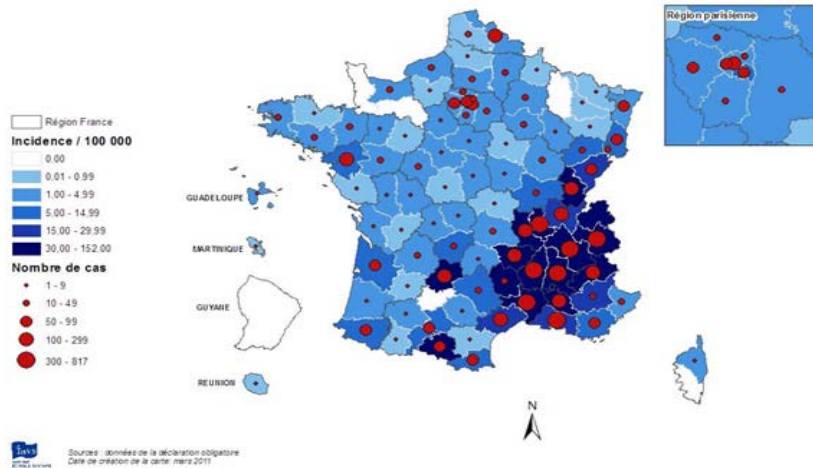 Région parisienne
Région France
Incidence / 100 000
0.00
0.01 - 0.99
1.00 - 4.99
5.00 - 14.99
15.00 - 29.99
30.00 - 152.00
Nombre de cas
1 - 9
10 - 49
50 - 99
100 - 299
300 - 817
GUADELOUPE
MARTINIQUE
GUYANE
REUNION
N
Sources : données de la déclaration obligatoire
Date de création de la carte: mars 2011